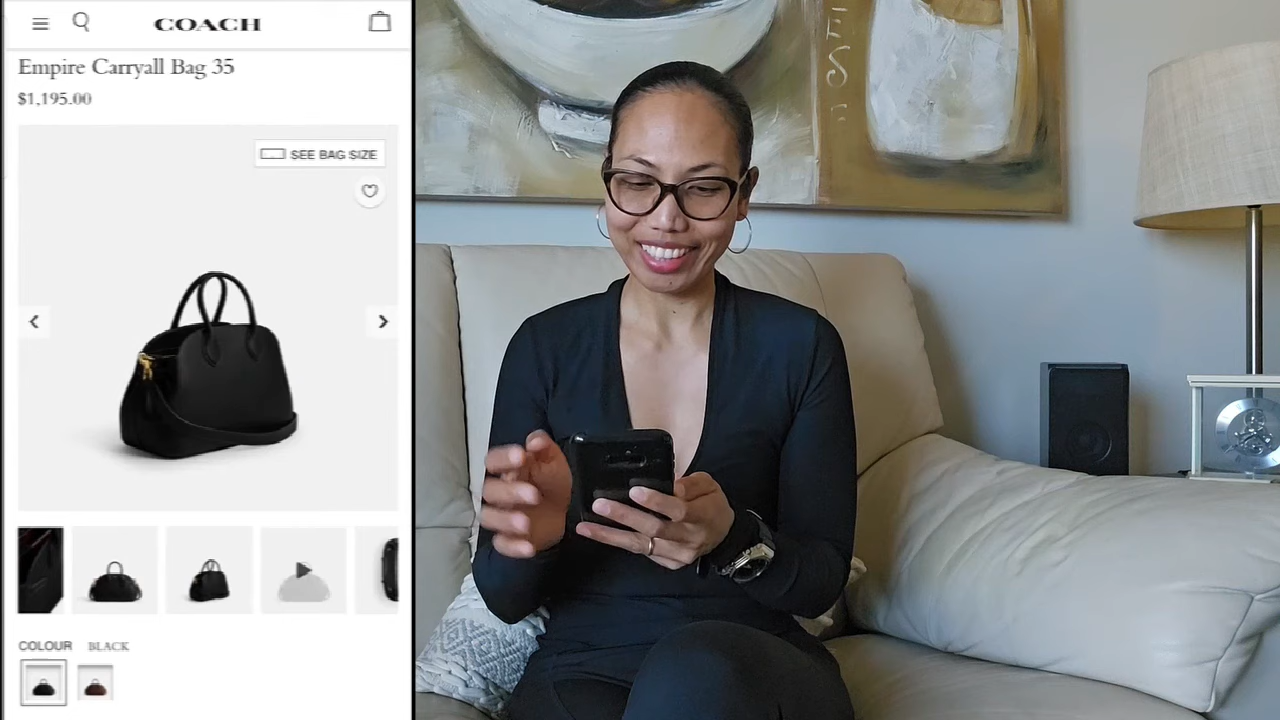 COACH
Empire Carryall Bag 35
$1,195.00
SEE BAG SIZE
COLOUR BLACK